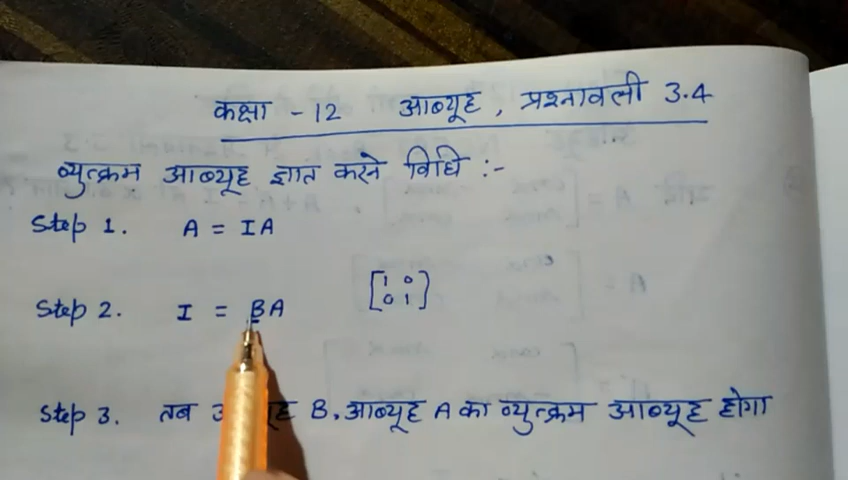 कक्षा - 12 आव्यूह, प्रश्नावली 3.4
व्युत्क्रम आव्यूह ज्ञात करने विधि :-
Step 1. A = IA
Step 2. I = BA [1 0
0 1]
Step 3. तब B, आव्यूह A का व्युत्क्रम आव्यूह होगा